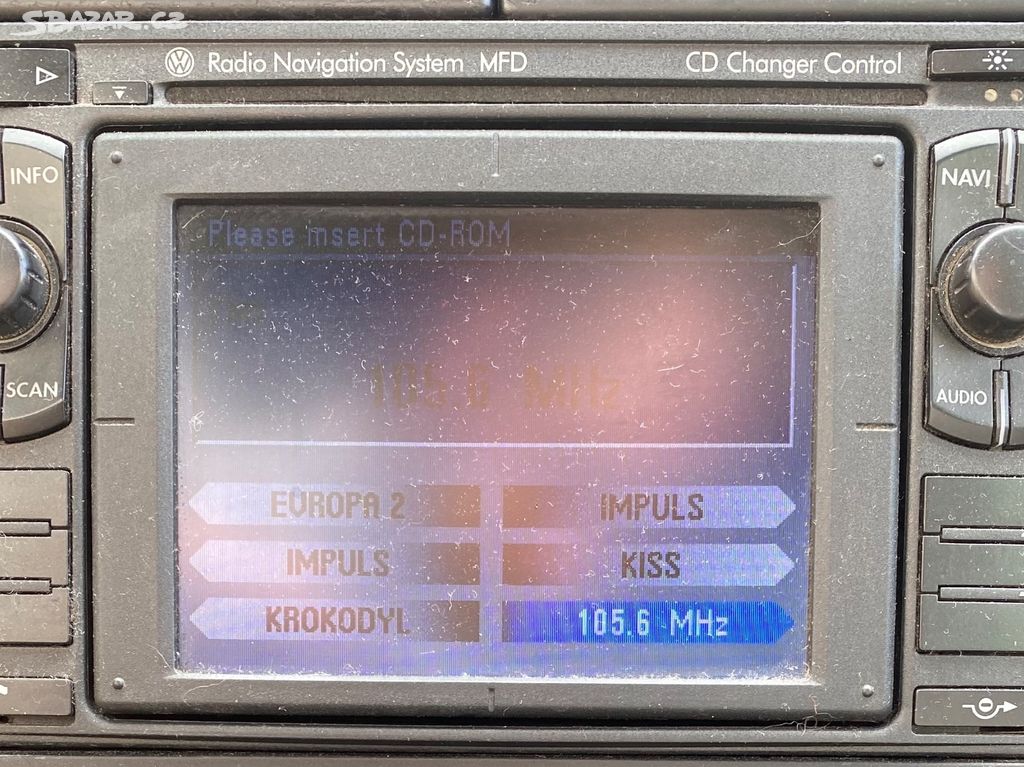 SBAZAR.CZ
Radio Navigation System MFD
CD Changer Control
INFO
NAVI
Please insert CD-ROM
105.6 MHz
SCAN
AUDIO
EVROPA 2
IMPULS
IMPULS
KISS
KROKODYL
105.6 MHz